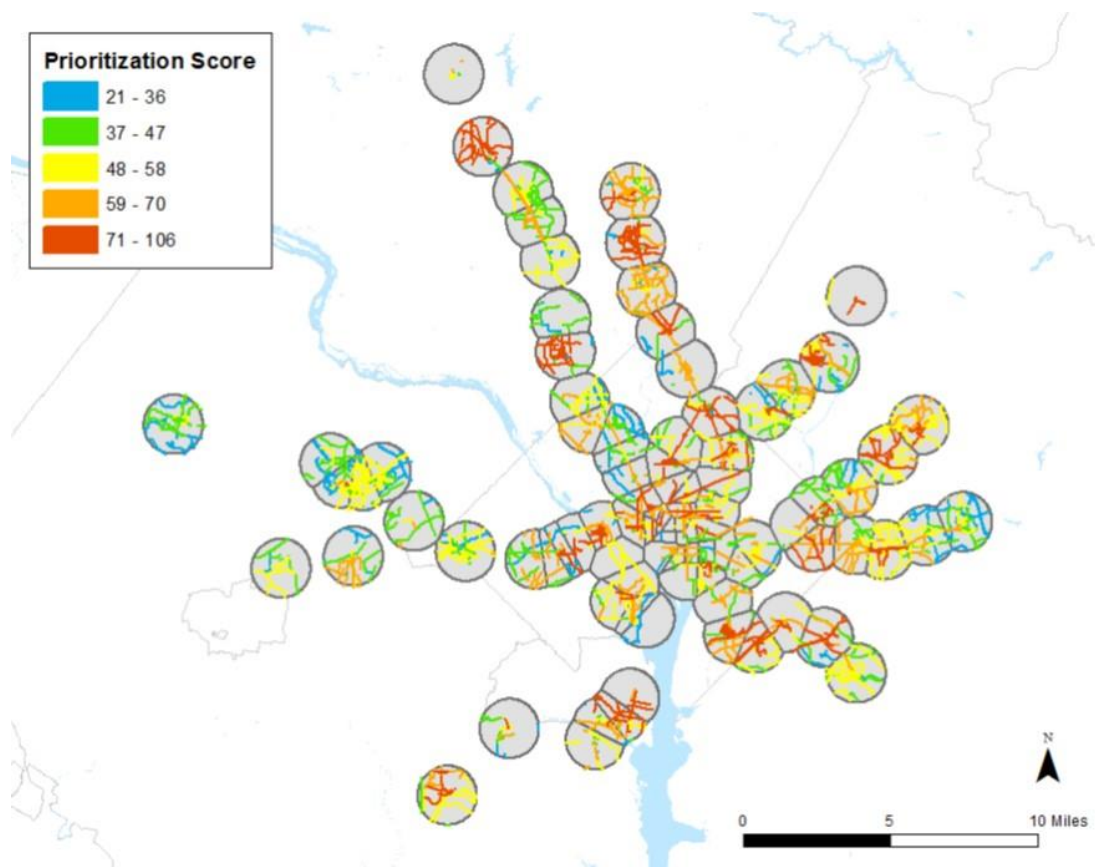 Prioritization Score
21 - 36
37 - 47
48 - 58
59 - 70
71 - 106
N
0 5 10 Miles